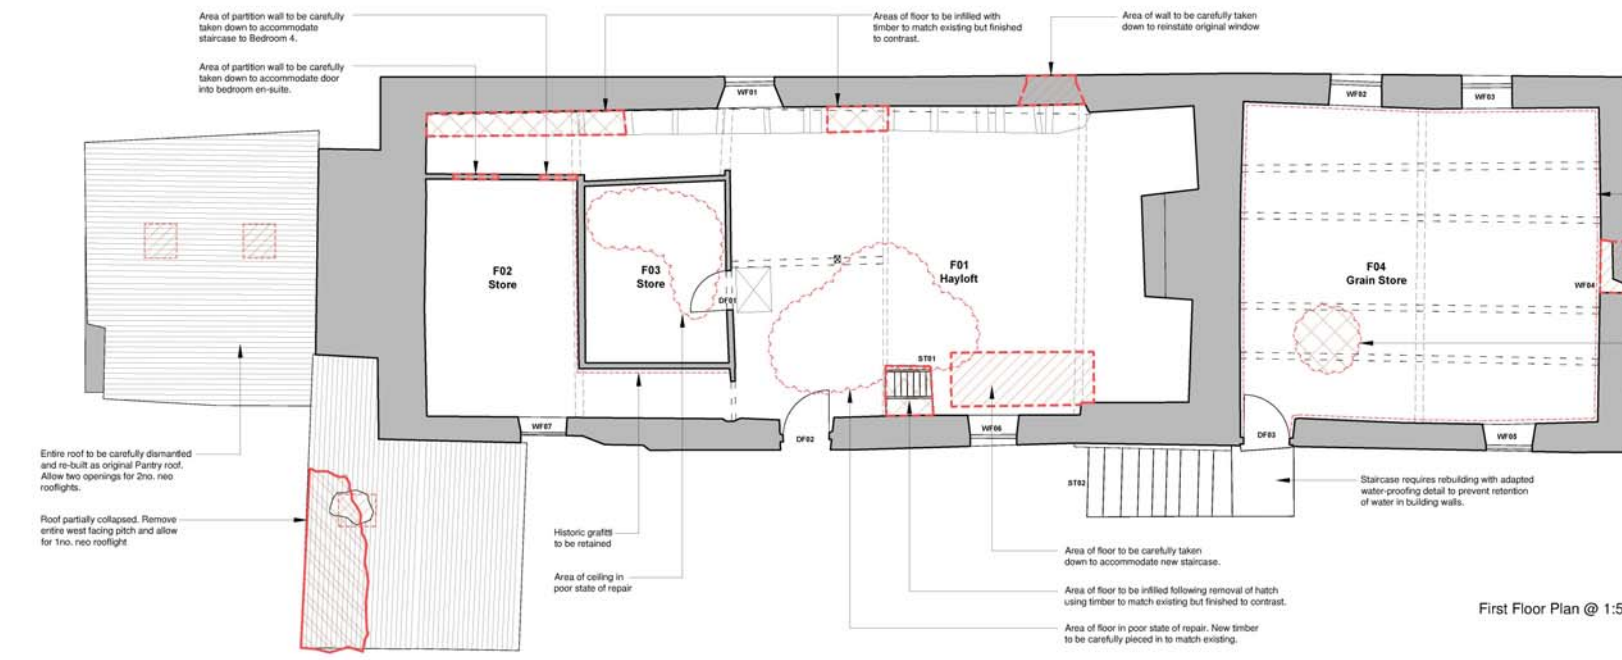 Area of partition wall to be carefully
taken down to accommodate
staircase to Bedroom 4.
Areas of floor to be infilled with
timber to match existing but finished
to contrast.
Area of wall to be carefully taken
down to reinstate original window
Area of partition wall to be carefully
taken down to accommodate door
into bedroom en-suite.
WF01
WF02
WF03
F02
Store
F03
Store
F01
Hayloft
F04
Grain Store
WF04
DF01
ST01
WF07
DF02
WF06
DF03
WF05
Entire roof to be carefully dismantled
and re-built as original Pantry roof.
Allow two openings for 2no. neo
rooflights.
ST02
Staircase requires rebuilding with adapted
water-proofing detail to prevent retention
of water in building walls.
Roof partially collapsed. Remove
entire west facing pitch and allow
for 1no. neo rooflight
Historic grafitti
to be retained
Area of floor to be carefully taken
down to accommodate new staircase.
Area of ceiling in
poor state of repair
Area of floor to be infilled following removal of hatch
using timber to match existing but finished to contrast.
First Floor Plan @ 1:5
Area of floor in poor state of repair. New timber
to be carefully pieced in to match existing.